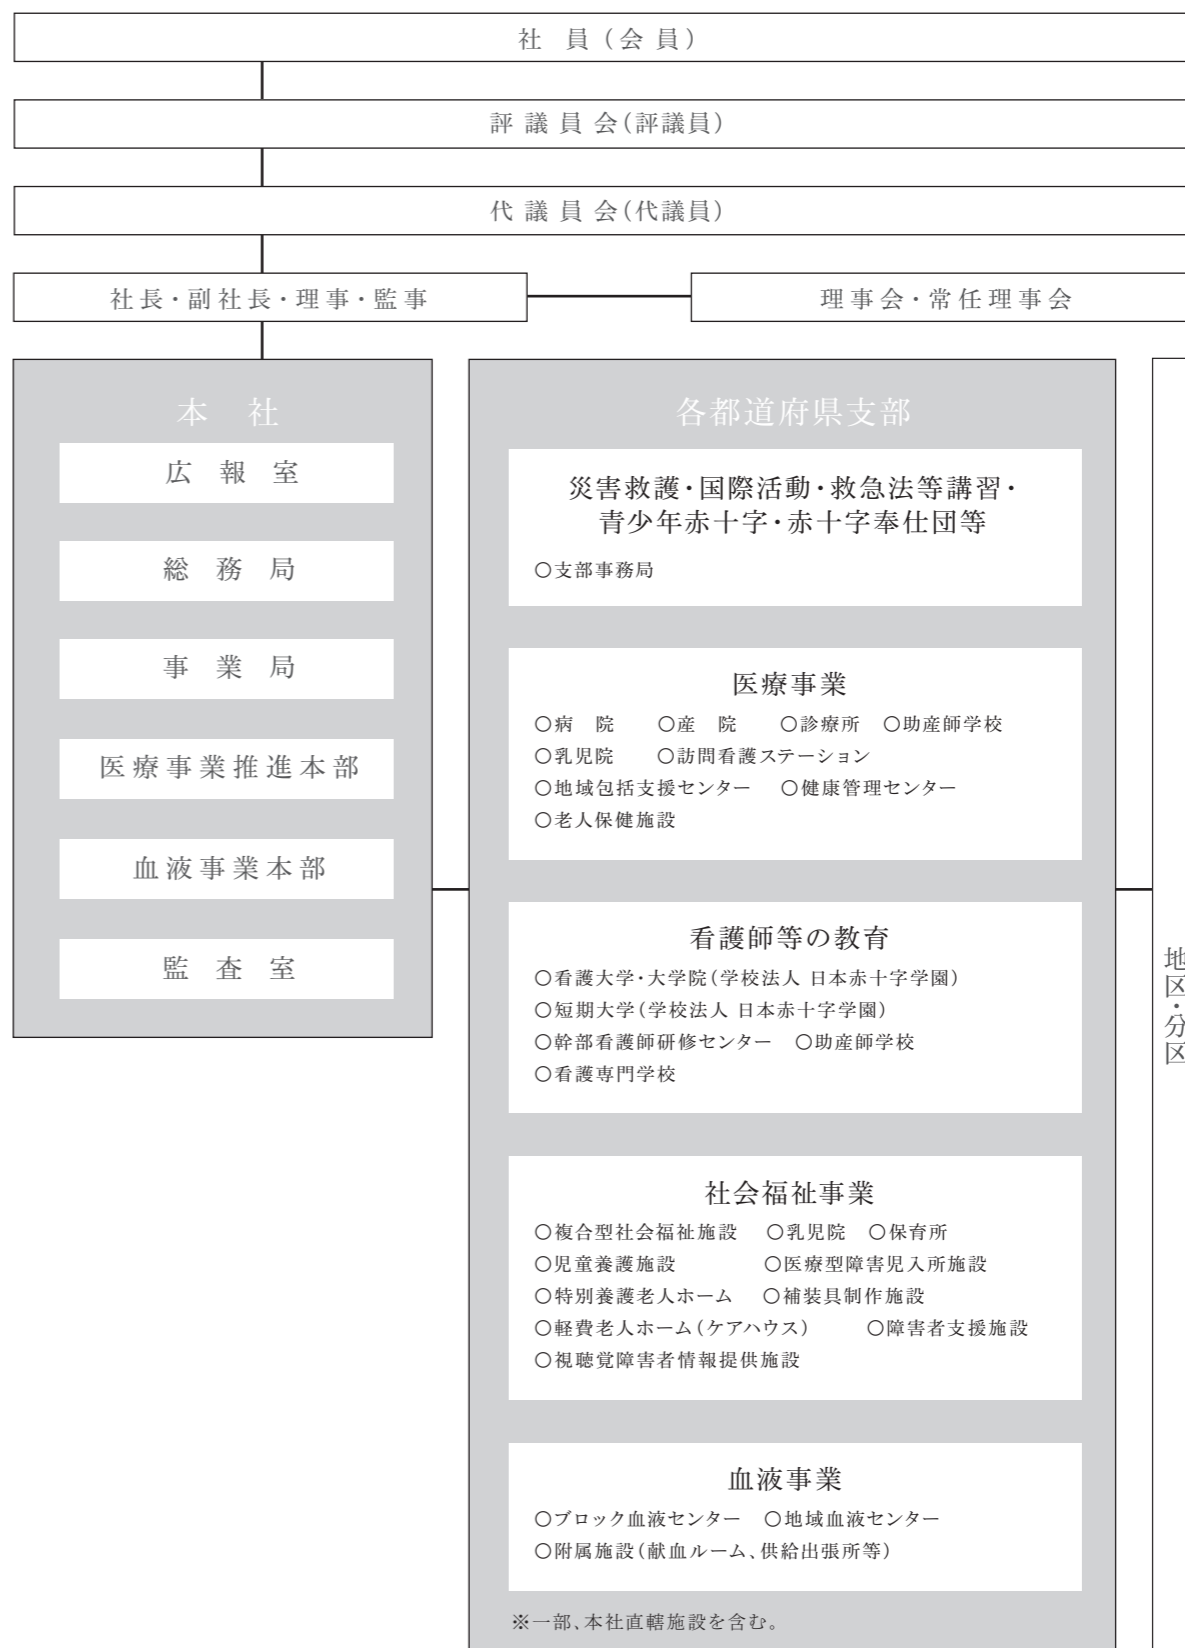 社 員（会員）
評議員会（評議員）
代議員会（代議員）
社長・副社長・理事・監事
理事会・常任理事会
本 社
広 報 室
総 務 局
事 業 局
医療事業推進本部
血液事業本部
監 査 室
各都道府県支部
災害救護・国際活動・救急法等講習・
青少年赤十字・赤十字奉仕団等
○支部事務局
医療事業
○病 院 ○産 院 ○診療所 ○助産師学校
○乳児院 ○訪問看護ステーション
○地域包括支援センター ○健康管理センター
○老人保健施設
看護師等の教育
○看護大学・大学院（学校法人 日本赤十字学園）
○短期大学（学校法人 日本赤十字学園）
○幹部看護師研修センター ○助産師学校
○看護専門学校
社会福祉事業
○複合型社会福祉施設 ○乳児院 ○保育所
○児童養護施設 ○医療型障害児入所施設
○特別養護老人ホーム ○補装具制作施設
○軽費老人ホーム（ケアハウス） ○障害者支援施設
○視聴覚障害者情報提供施設
血液事業
○ブロック血液センター ○地域血液センター
○附属施設（献血ルーム、供給出張所等）
※一部、本社直轄施設を含む。
地区・分区